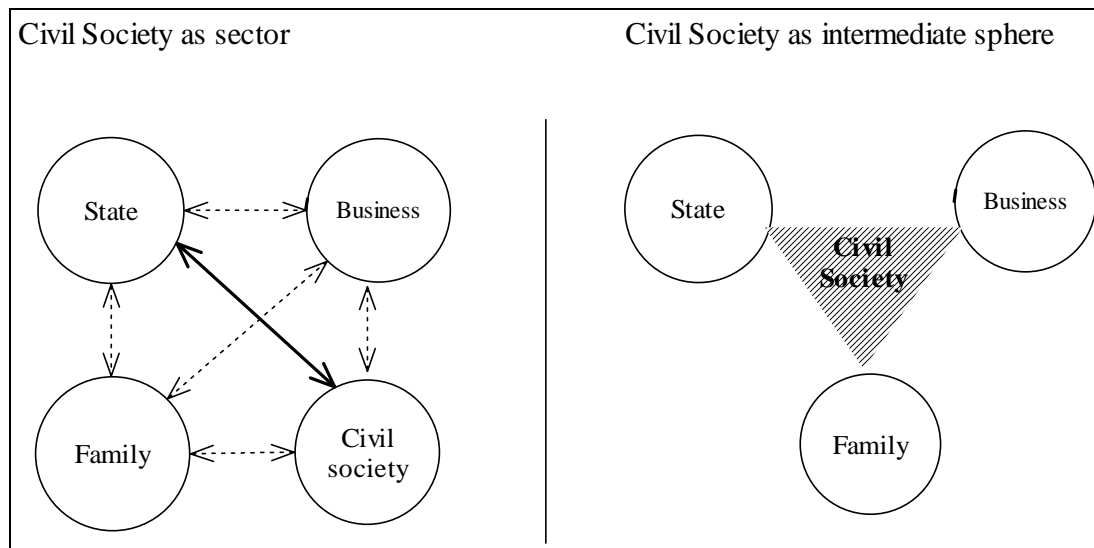 Civil Society as sector
State
Business
Family
Civil
society
Civil Society as intermediate sphere
State
Business
Civil
Society
Family